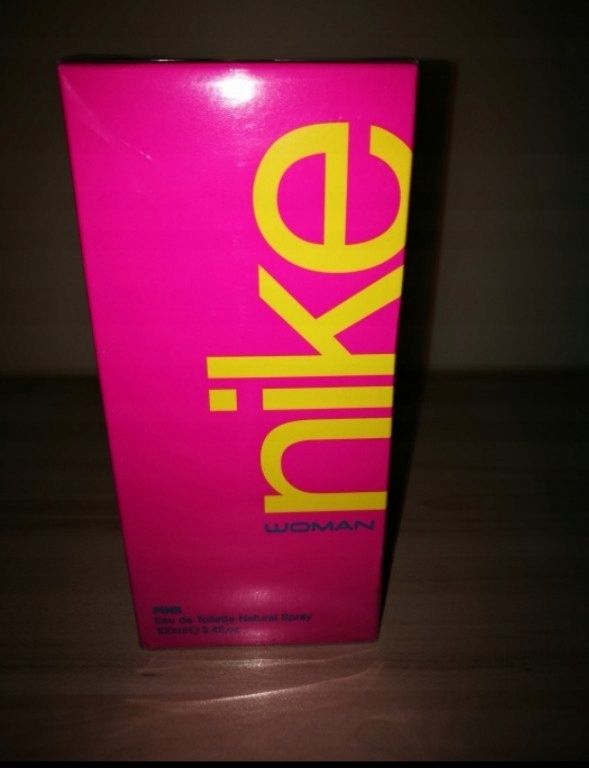 nike
WOMAN
PINK
Eau de Toilette Natural Spray
100ml ℮ 3.4fl.oz